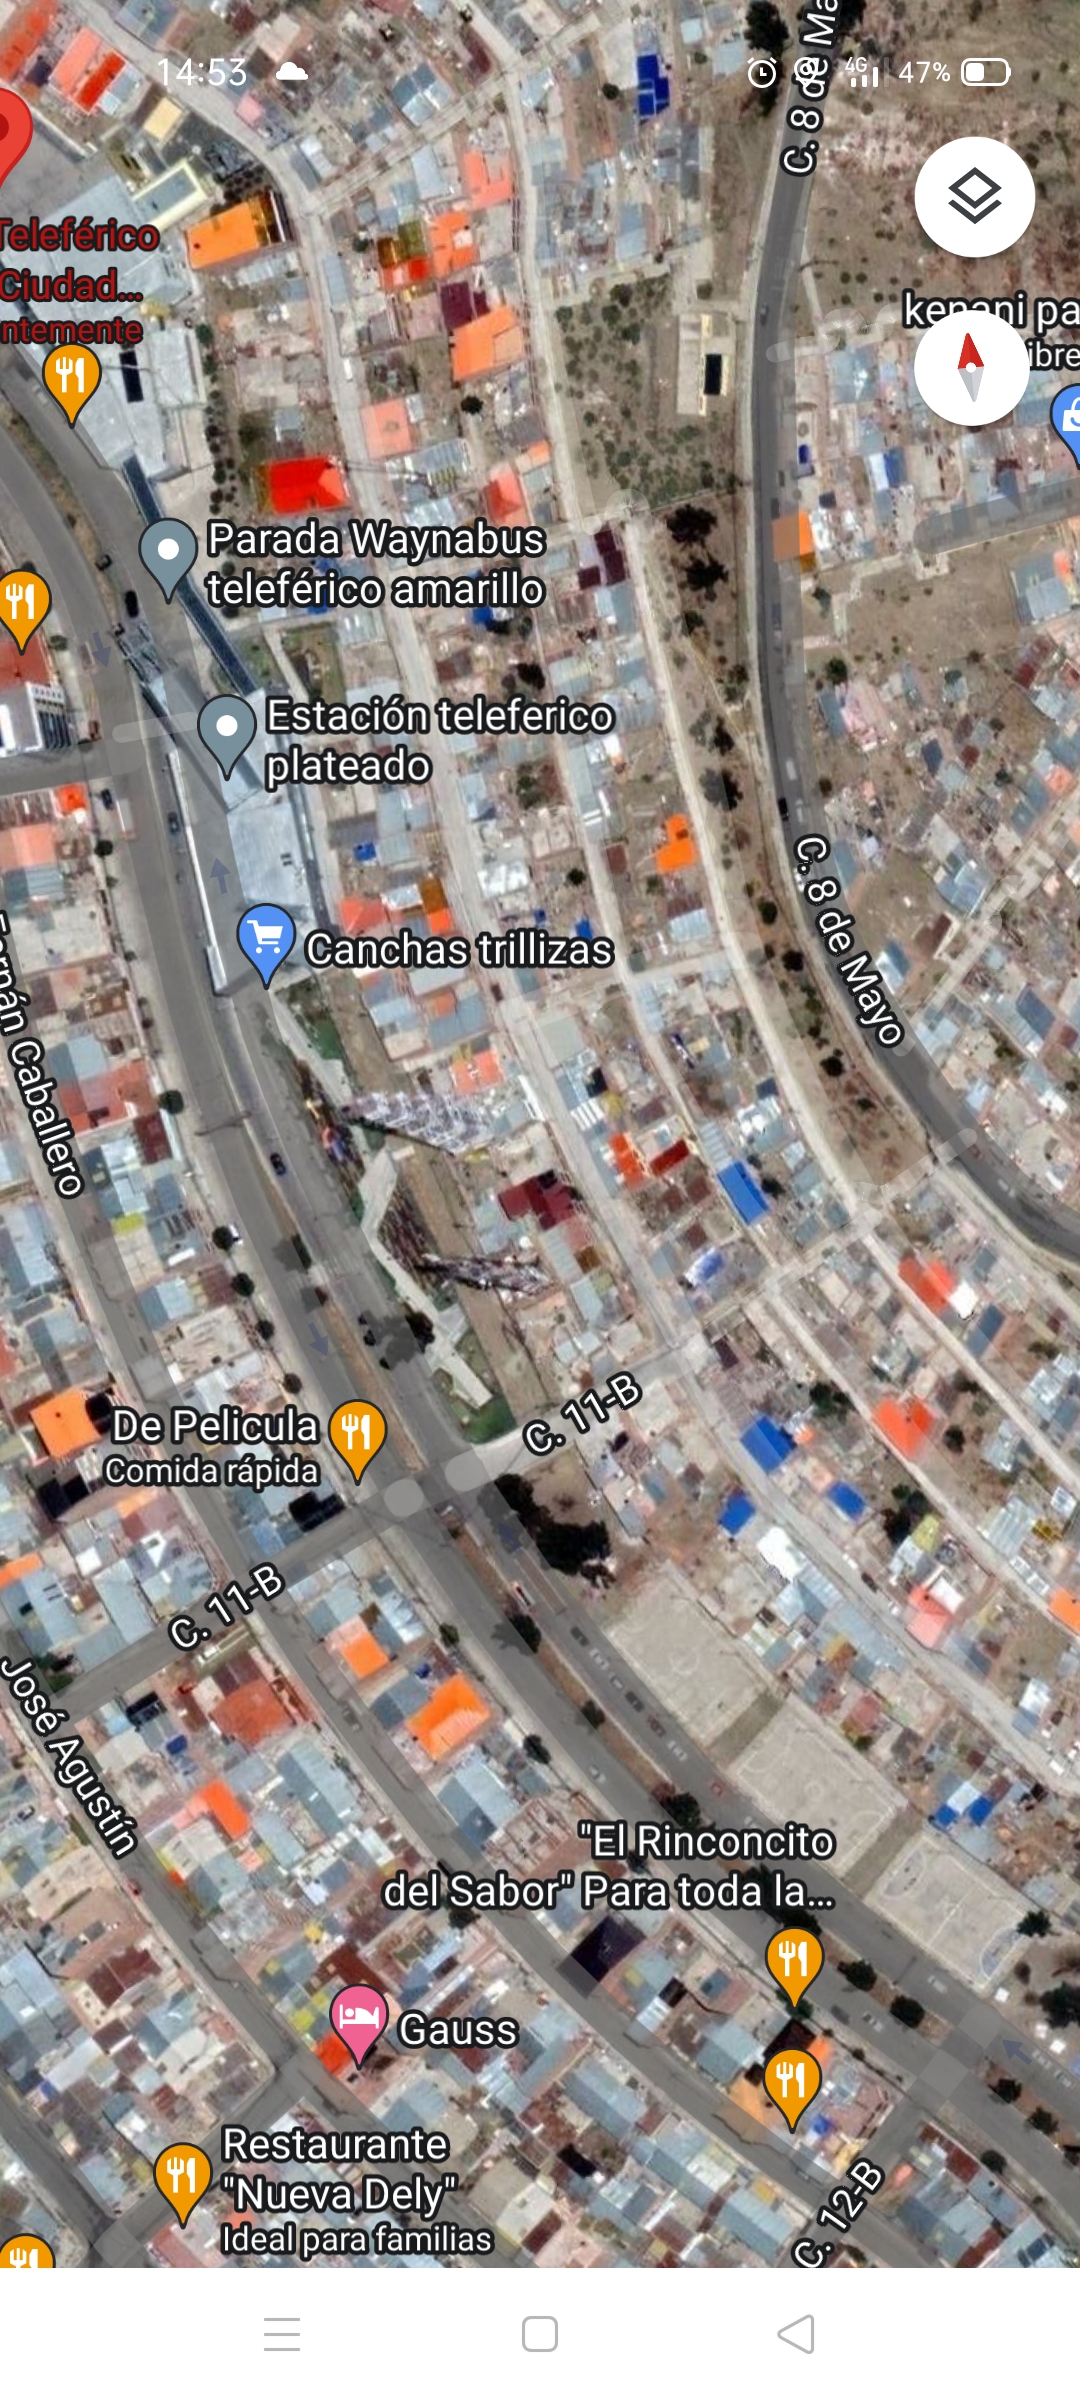 14:53
4G
47%
C. 8 de Ma
Teleférico
Ciudad...
ntemente
kenani pa
ibre
Parada Waynabus
teleférico amarillo
Estación teleferico
plateado
Canchas trillizas
C. 8 de Mayo
Caballero
De Pelicula
Comida rápida
C. 11-B
C. 11-B
José Agustín
"El Rinconcito
del Sabor" Para toda la...
Gauss
Restaurante
"Nueva Dely"
Ideal para familias
C. 12-B